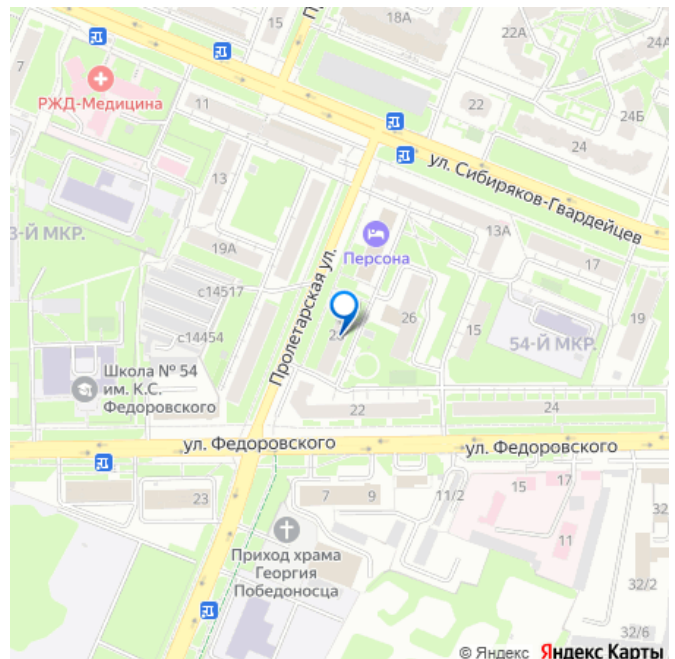 15
18А
22А
24А
7
РЖД-Медицина
11
22
24Б
24
ул. Сибиряков-Гвардейцев
13
3-Й МКР.
19А
Персона
13А
17
с14517
Пролетарская ул.
26
15
19
с14454
54-Й МКР.
Школа № 54
им. К.С.
Федоровского
22
24
ул. Федоровского
ул. Федоровского
23
7
9
11/2
15
17
32
11
Приход храма
Георгия
Победоносца
32/2
32/6
© Яндекс Яндекс Карты